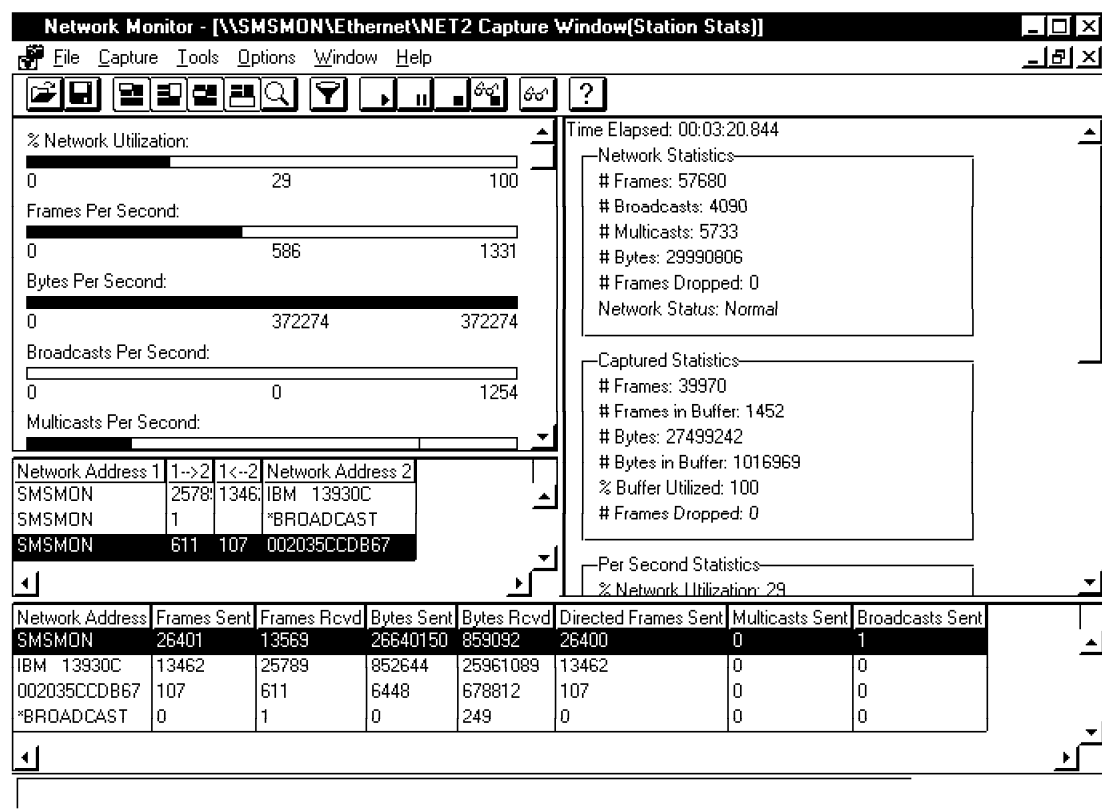 Network Monitor - [\\SMSMON\Ethernet\NET2 Capture Window(Station Stats)]
File Capture Tools Options Window Help
?
% Network Utilization:
0 29 100
Frames Per Second:
0 586 1331
Bytes Per Second:
0 372274 372274
Broadcasts Per Second:
0 0 1254
Multicasts Per Second:
Time Elapsed: 00:03:20.844
Network Statistics
# Frames: 57680
# Broadcasts: 4090
# Multicasts: 5733
# Bytes: 29990806
# Frames Dropped: 0
Network Status: Normal
Captured Statistics
# Frames: 39970
# Frames in Buffer: 1452
# Bytes: 27499242
# Bytes in Buffer: 1016969
% Buffer Utilized: 100
# Frames Dropped: 0
Per Second Statistics
% Network Utilization: 29
Network Address 1 1-->2 1<--2 Network Address 2
SMSMON 2578 1346 IBM 13930C
SMSMON 1 *BROADCAST
SMSMON 611 107 002035CCDB67
Network Address Frames Sent Frames Rcvd Bytes Sent Bytes Rcvd Directed Frames Sent Multicasts Sent Broadcasts Sent
SMSMON 26401 13569 26640150 859092 26400 0 1
IBM 13930C 13462 25789 852644 25961089 13462 0 0
002035CCDB67 107 611 6448 678812 107 0 0
*BROADCAST 0 1 0 249 0 0 0